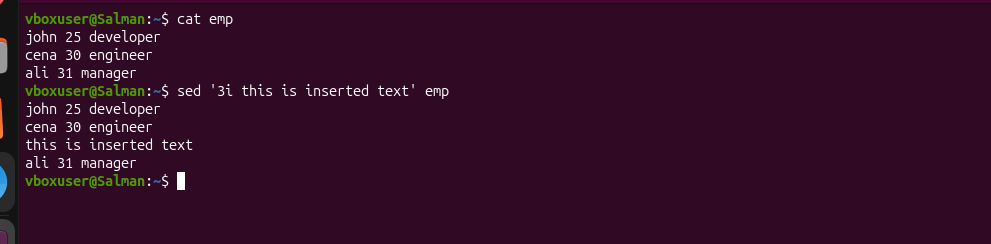 vboxuser@Salman:~$ cat emp
john 25 developer
cena 30 engineer
ali 31 manager
vboxuser@Salman:~$ sed '3i this is inserted text' emp
john 25 developer
cena 30 engineer
this is inserted text
ali 31 manager
vboxuser@Salman:~$